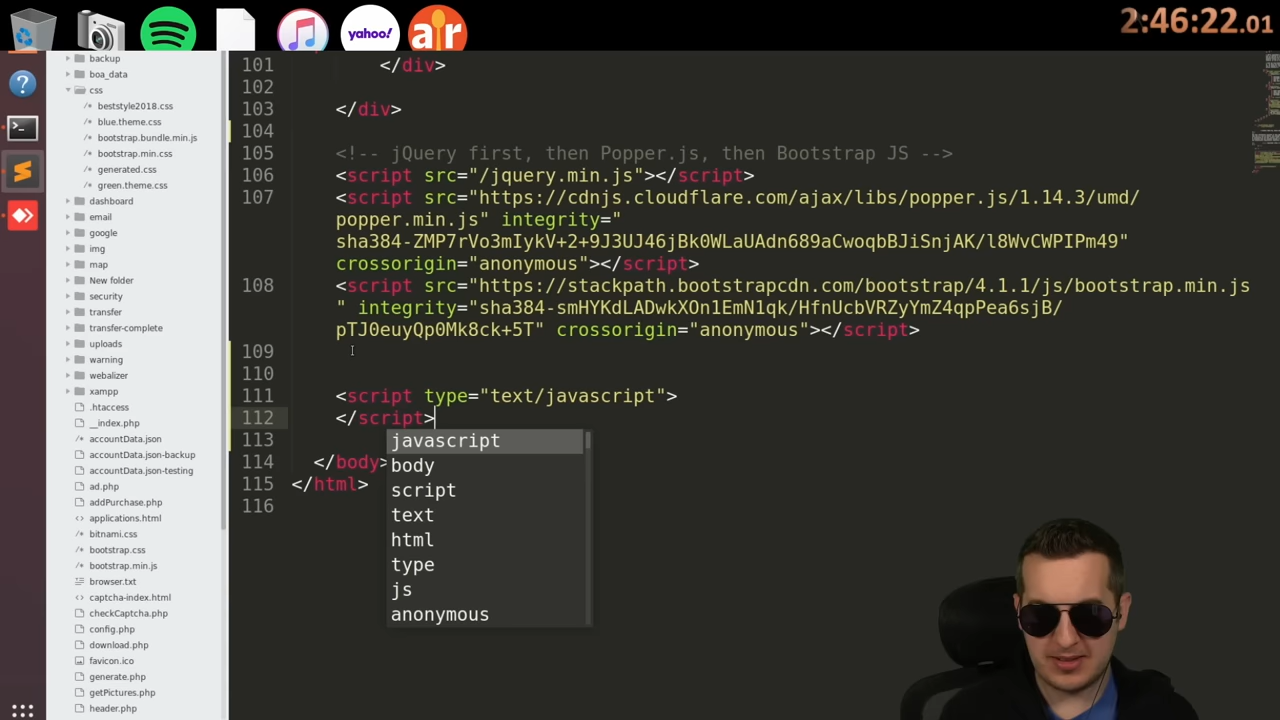 yahoo!
air
2:46:22.01
backup
boa_data
css
beststyle2018.css
blue.theme.css
bootstrap.bundle.min.js
bootstrap.min.css
generated.css
green.theme.css
dashboard
email
google
img
map
New folder
security
transfer
transfer-complete
uploads
warning
webalizer
xampp
.htaccess
__index.php
accountData.json
accountData.json-backup
accountData.json-testing
ad.php
addPurchase.php
applications.html
bitnami.css
bootstrap.css
bootstrap.min.js
browser.txt
captcha-index.html
checkCaptcha.php
config.php
download.php
favicon.ico
generate.php
getPictures.php
header.php
101 </div>
102
103 </div>
104
105 <!-- jQuery first, then Popper.js, then Bootstrap JS -->
106 <script src="/jquery.min.js"></script>
107 <script src="https://cdnjs.cloudflare.com/ajax/libs/popper.js/1.14.3/umd/
popper.min.js" integrity="
sha384-ZMP7rVo3mIykV+2+9J3UJ46jBk0WLaUAdn689aCwoqbBJiSnjAK/l8WvCWPIPm49"
crossorigin="anonymous"></script>
108 <script src="https://stackpath.bootstrapcdn.com/bootstrap/4.1.1/js/bootstrap.min.js
" integrity="sha384-smHYKdLADwkXOn1EmN1qk/HfnUcbVRZyYmZ4qpPea6sjB/
pTJ0euyQp0Mk8ck+5T" crossorigin="anonymous"></script>
109
110
111 <script type="text/javascript">
112 </script>
113
114 </body>
115 </html>
116
javascript
body
script
text
html
type
js
anonymous